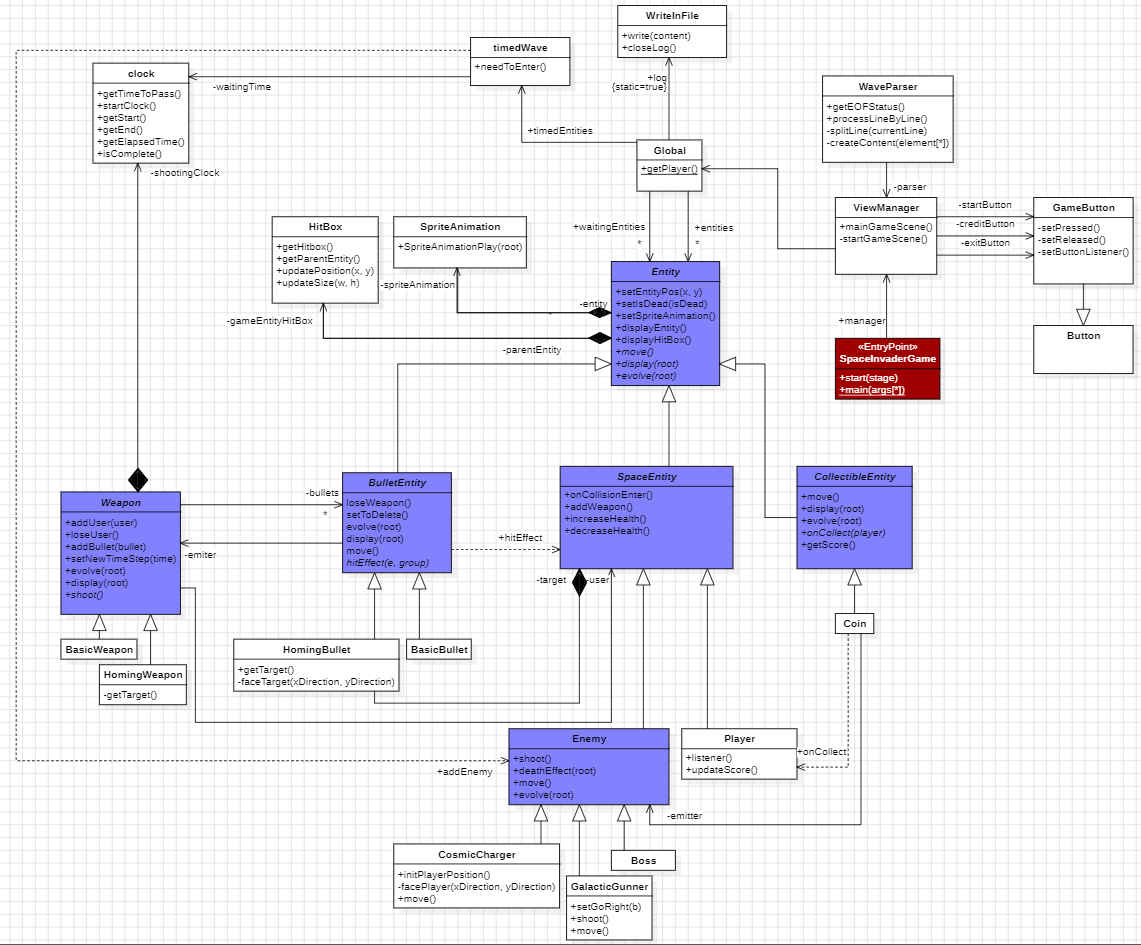 WriteInFile
+write(content)
+closeLog()
timedWave
+needToEnter()
clock
+getTimeToPass()
+startClock()
+getStart()
+getEnd()
+getElapsedTime()
+isComplete()
-waitingTime
+log
{static=true}
WaveParser
+getEOFStatus()
+processLineByLine()
-splitLine(currentLine)
-createContent(element[*])
+timedEntities
Global
+getPlayer()
-shootingClock
-parser
ViewManager
+mainGameScene()
-startGameScene()
-startButton
-creditButton
-exitButton
GameButton
-setPressed()
-setReleased()
-setButtonListener()
HitBox
+getHitbox()
+getParentEntity()
+updatePosition(x, y)
+updateSize(w, h)
SpriteAnimation
+SpriteAnimationPlay(root)
+waitingEntities
*
+entities
*
-spriteAnimation
-entity
-gameEntityHitBox
-parentEntity
Entity
+setEntityPos(x, y)
+setIsDead(isDead)
+setSpriteAnimation()
+displayEntity()
+displayHitBox()
+move()
+display(root)
+evolve(root)
+manager
«EntryPoint»
SpaceInvaderGame
+start(stage)
+main(args[*])
Button
Weapon
+addUser(user)
+loseUser()
+addBullet(bullet)
+setNewTimeStep(time)
+evolve(root)
+display(root)
+shoot()
-bullets
*
-emiter
BulletEntity
loseWeapon()
setToDelete()
evolve(root)
display(root)
move()
hitEffect(e, group)
+hitEffect
SpaceEntity
+onCollisionEnter()
+addWeapon()
+increaseHealth()
+decreaseHealth()
CollectibleEntity
+move()
+display(root)
+evolve(root)
+onCollect(player)
+getScore()
-target
-user
BasicWeapon
HomingWeapon
-getTarget()
HomingBullet
+getTarget()
-faceTarget(xDirection, yDirection)
BasicBullet
Coin
Enemy
+shoot()
+deathEffect(root)
+move()
+evolve(root)
Player
+listener()
+updateScore()
+onCollect
+addEnemy
-emitter
CosmicCharger
+initPlayerPosition()
-facePlayer(xDirection, yDirection)
+move()
Boss
GalacticGunner
+setGoRight(b)
+shoot()
+move()